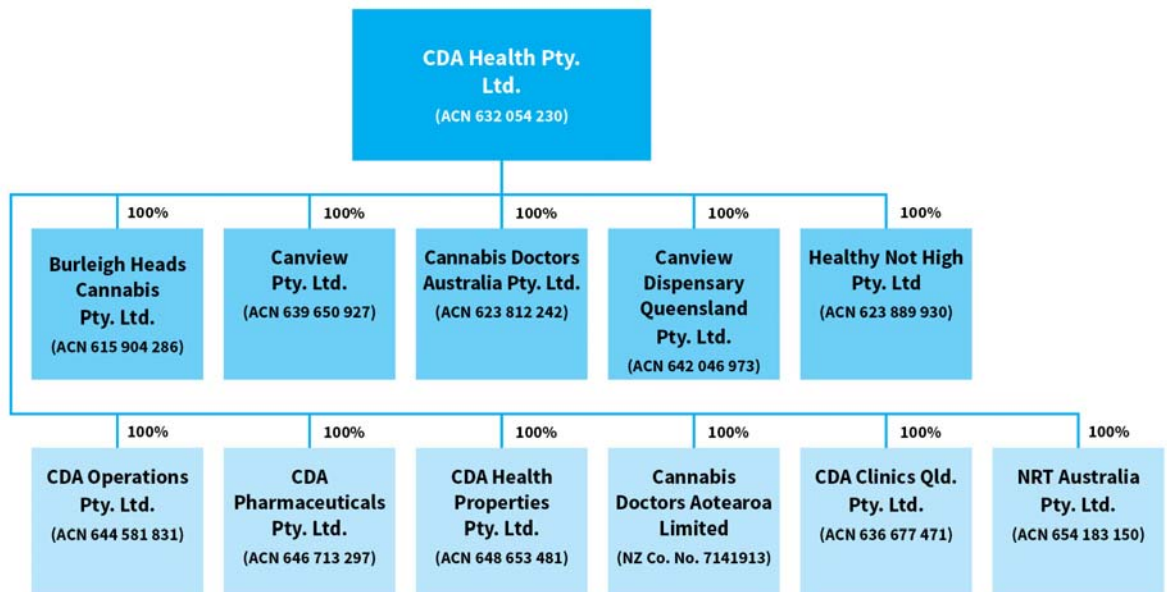 CDA Health Pty.
Ltd.
(ACN 632 054 230)
100%
100%
100%
100%
100%
Burleigh Heads
Cannabis
Pty. Ltd.
(ACN 615 904 286)
Canview
Pty. Ltd.
(ACN 639 650 927)
Cannabis Doctors
Australia Pty. Ltd.
(ACN 623 812 242)
Canview
Dispensary
Queensland
Pty. Ltd.
(ACN 642 046 973)
Healthy Not High
Pty. Ltd
(ACN 623 889 930)
100%
100%
100%
100%
100%
100%
CDA Operations
Pty. Ltd.
(ACN 644 581 831)
CDA
Pharmaceuticals
Pty. Ltd.
(ACN 646 713 297)
CDA Health
Properties
Pty. Ltd.
(ACN 648 653 481)
Cannabis
Doctors Aotearoa
Limited
(NZ Co. No. 7141913)
CDA Clinics Qld.
Pty. Ltd.
(ACN 636 677 471)
NRT Australia
Pty. Ltd.
(ACN 654 183 150)